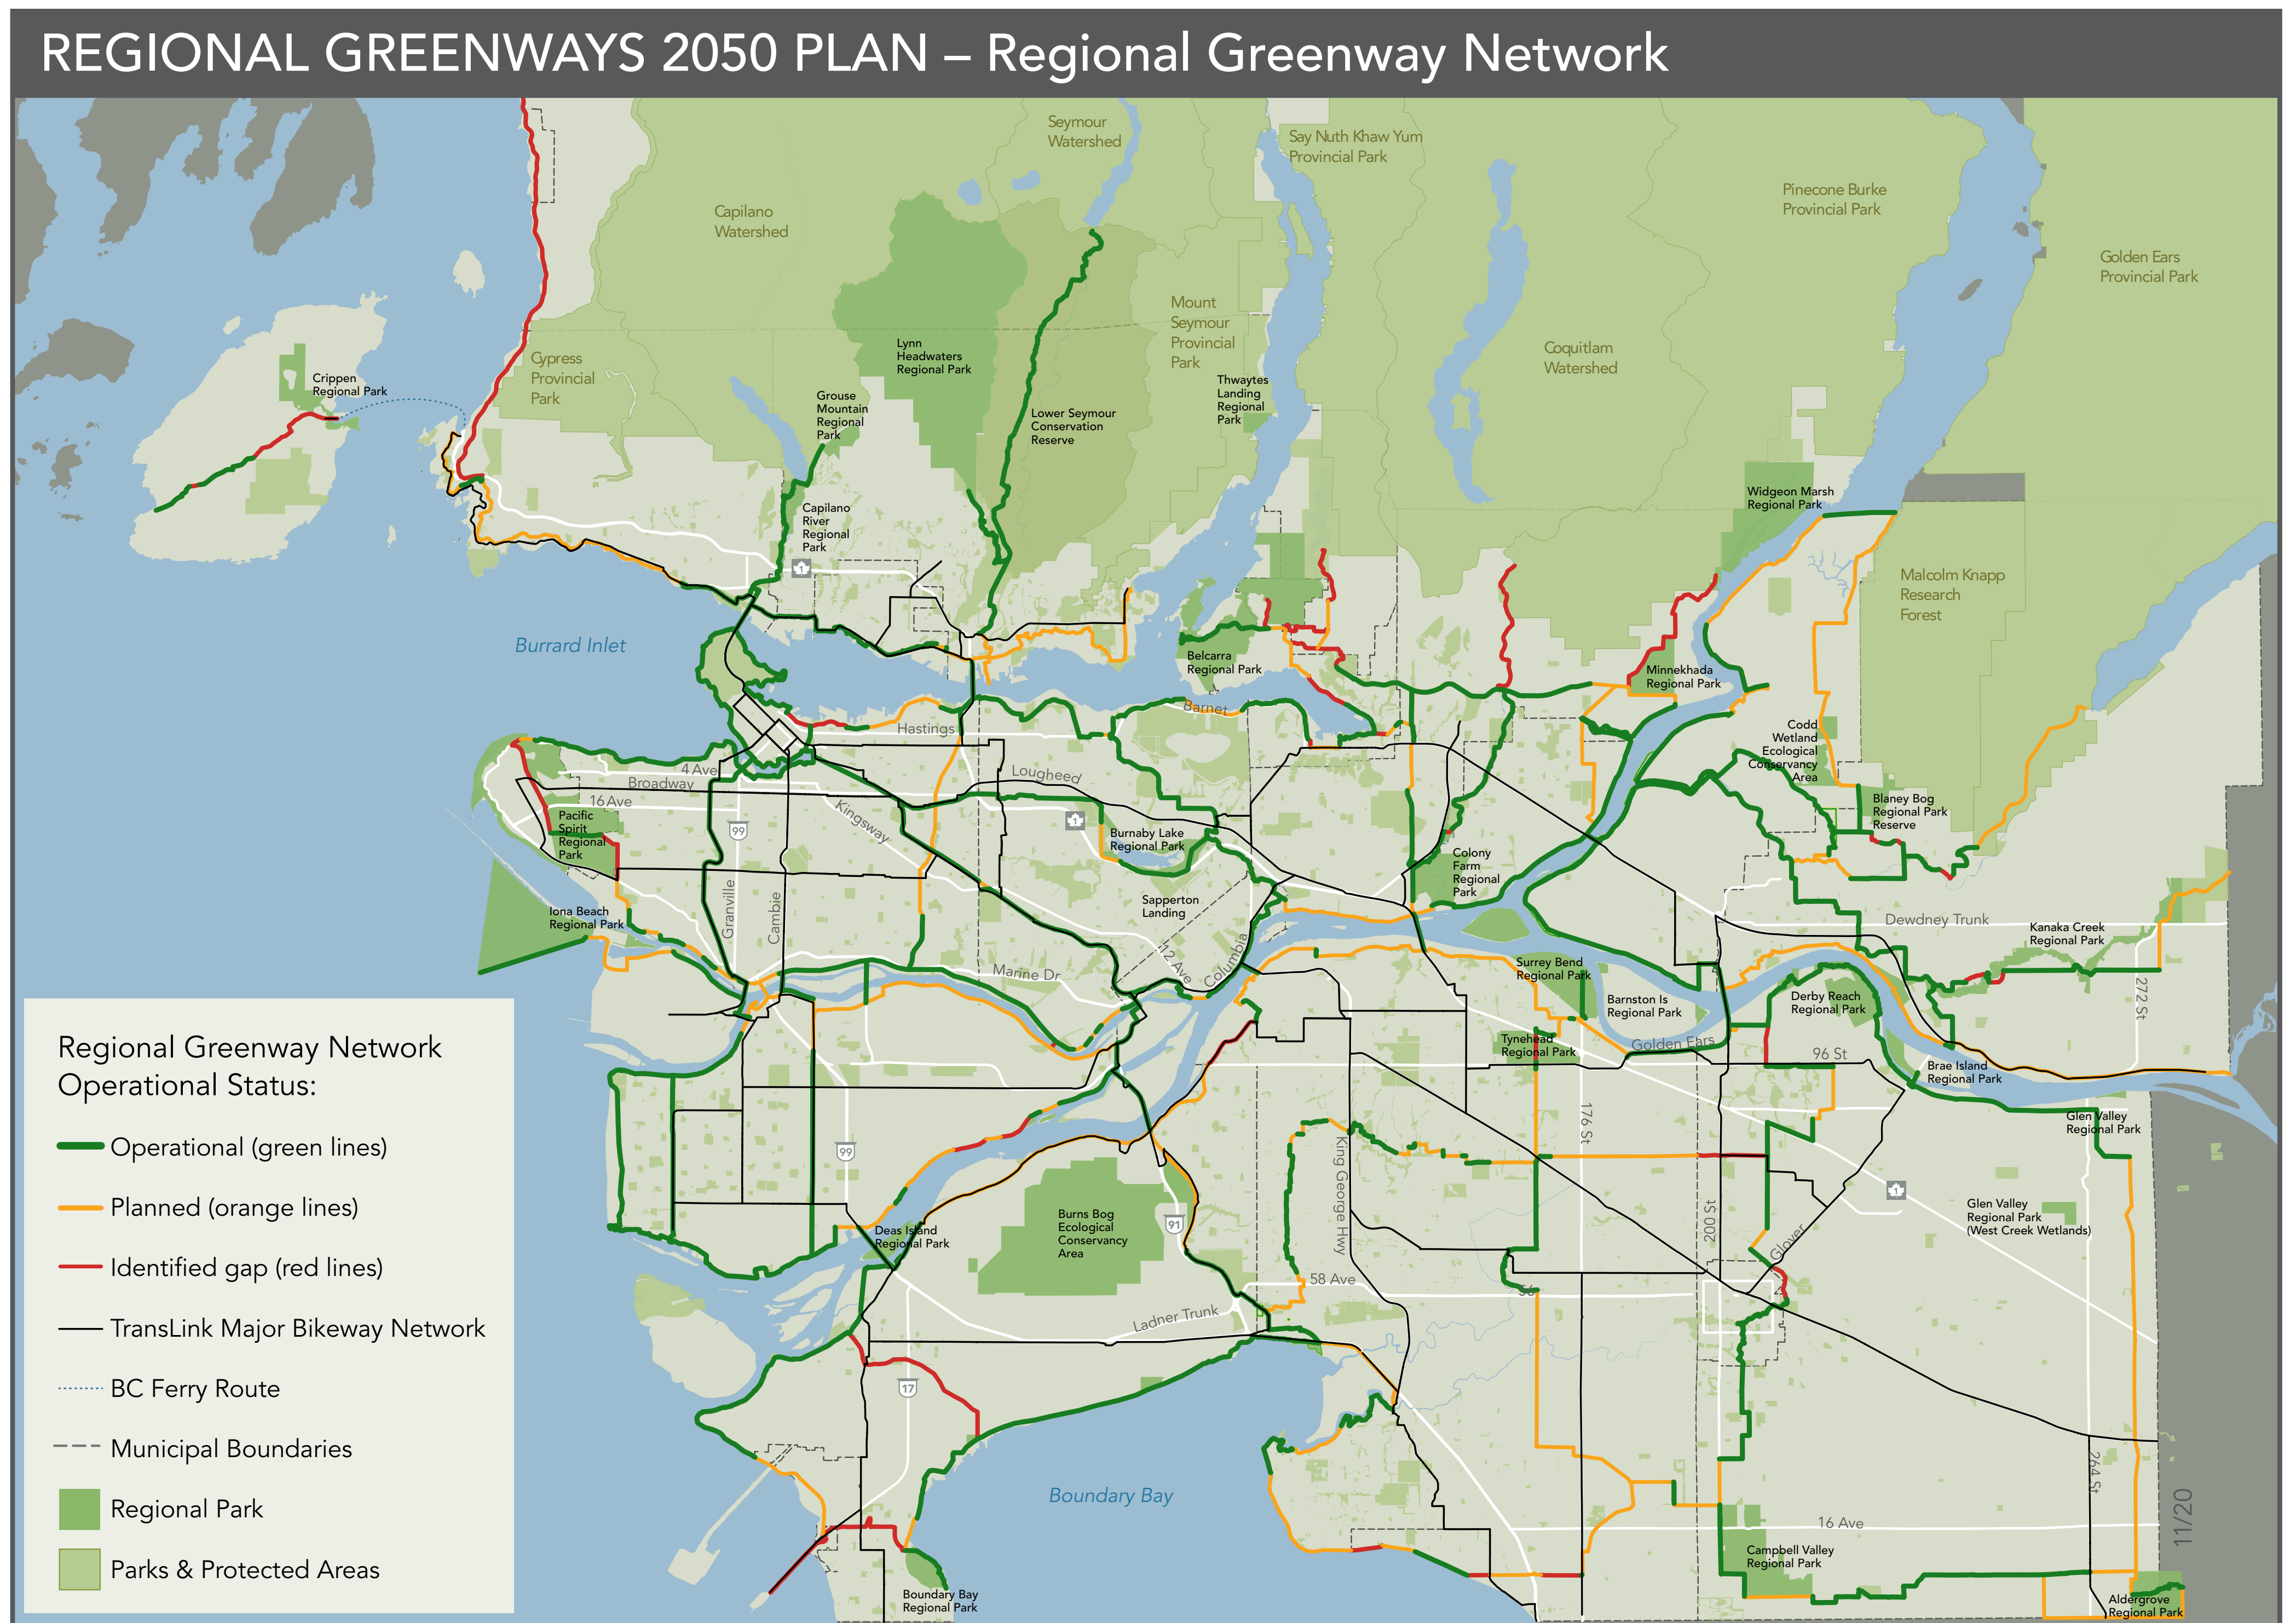 REGIONAL GREENWAYS 2050 PLAN – Regional Greenway Network
Seymour
Watershed
Say Nuth Khaw Yum
Provincial Park
Pinecone Burke
Provincial Park
Capilano
Watershed
Golden Ears
Provincial Park
Mount
Seymour
Provincial
Park
Cypress
Provincial
Park
Lynn
Headwaters
Regional Park
Coquitlam
Watershed
Crippen
Regional Park
Grouse
Mountain
Regional
Park
Thwaytes
Landing
Regional
Park
Lower Seymour
Conservation
Reserve
Widgeon Marsh
Regional Park
Capilano
River
Regional
Park
1
Malcolm Knapp
Research
Forest
Burrard Inlet
Belcarra
Regional Park
Minnekhada
Regional Park
Barnet
Hastings
Codd
Wetland
Ecological
Conservancy
Area
4 Ave
Broadway
Lougheed
16 Ave
Kingsway
Blaney Bog
Regional Park
Reserve
Pacific
Spirit
Regional
Park
99
1
Burnaby Lake
Regional Park
Colony
Farm
Regional
Park
Granville
Cambie
Sapperton
Landing
Iona Beach
Regional Park
Dewdney Trunk
Kanaka Creek
Regional Park
12 Ave
Columbia
Marine Dr
Surrey Bend
Regional Park
Barnston Is
Regional Park
Derby Reach
Regional Park
272 St
Tynehead
Regional Park
Golden Ears
96 St
Brae Island
Regional Park
Glen Valley
Regional Park
176 St
99
King George Hwy
1
Glen Valley
Regional Park
(West Creek Wetlands)
Burns Bog
Ecological
Conservancy
Area
91
200 St
Glover
Deas Island
Regional Park
58 Ave
56
Ladner Trunk
17
264 St
Boundary Bay
16 Ave
11/20
Campbell Valley
Regional Park
Boundary Bay
Regional Park
Aldergrove
Regional Park
Regional Greenway Network
Operational Status:
Operational (green lines)
Planned (orange lines)
Identified gap (red lines)
TransLink Major Bikeway Network
BC Ferry Route
Municipal Boundaries
Regional Park
Parks & Protected Areas